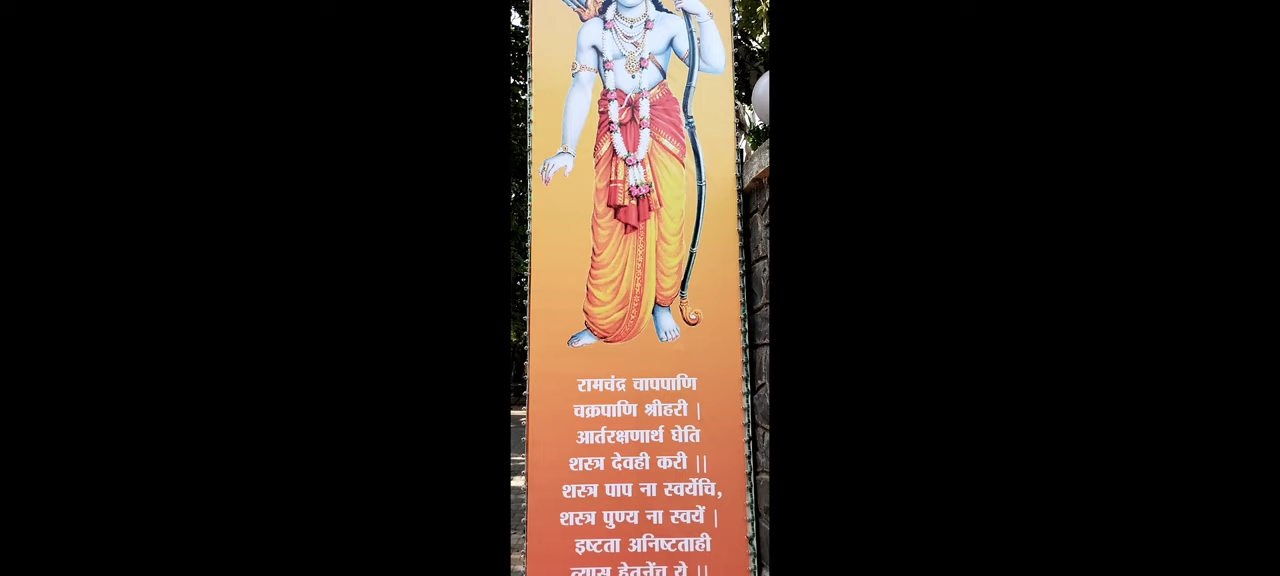 रामचंद्र चापपाणि
चक्रपाणि श्रीहरी |
आर्तरक्षणार्थ घेति
शस्त्र देवही करी ||
शस्त्र पाप ना स्वयेंचि,
शस्त्र पुण्य ना स्वयें |
इष्टता अनिष्टताही
त्यास हेतुनेंच ये ||